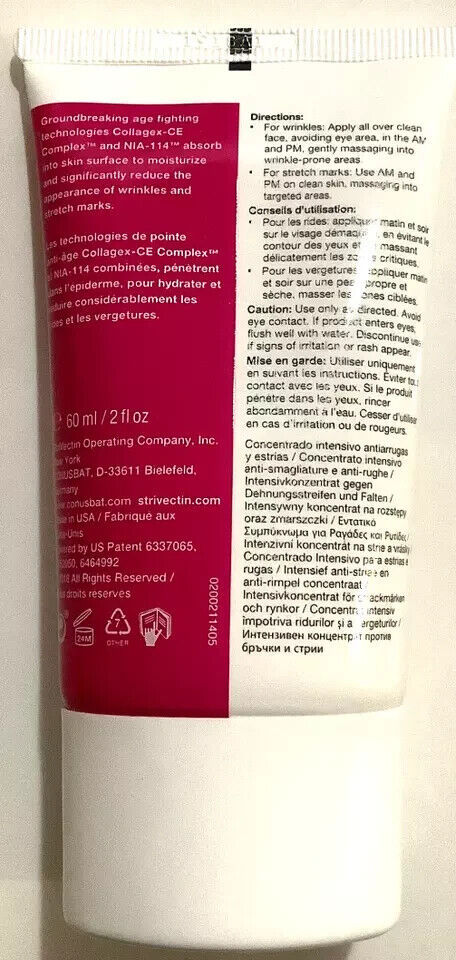 Groundbreaking age fighting
technologies Collagex-CE
Complex™ and NIA-114™ absorb
into skin surface to moisturize
and significantly reduce the
appearance of wrinkles and
stretch marks.
Les technologies de pointe
anti-âge Collagex-CE Complex™
NIA-114 combinées, pénètrent
dans l'épiderme, pour hydrater et
considérablement les
et les vergetures.
60 ml / 2 fl oz
Operating Company, Inc.
York
D-33611 Bielefeld,
www.conusbat.com strivectin.com
Made in USA / Fabriqué aux
by US Patent 6337065,
6464992
All Rights Reserved /
droits réservés
24M
7
OTHER
0200211405
Directions:
• For wrinkles: Apply all over clean
face, avoiding eye area, in the AM
and PM, gently massaging into
wrinkle-prone areas.
• For stretch marks: Use AM and
PM on clean skin, massaging into
targeted areas.
Conseils d'utilisation:
• Pour les rides: appliquer matin et soir
sur le visage en évitant le
contour des yeux et massant
délicatement les critiques.
• Pour les vergetures: appliquer matin
et soir sur une peau propre et
sèche, masser les zones ciblées.
Caution: Use only as directed. Avoid
eye contact. If product enters eyes,
flush well with water. Discontinue use
if signs of irritation or rash appear.
Mise en garde: Utiliser uniquement
en suivant les instructions. Éviter tout
contact avec les yeux. Si le produit
pénètre dans les yeux, rincer
abondamment à l'eau. Cesser d'utiliser
en cas d'irritation ou de rougeurs.
Concentrado intensivo antiarrugas
y estrias / Concentrato intensivo
anti-smagliature e anti-rughe /
Intensivkonzentrat gegen
Dehnungsstreifen und Falten /
Intensywny koncentrat na rozstępy
oraz zmarszczki / Εντατικό
Συμπύκνωμα για Ραγάδες και Ρυτίδες /
Intenzivní koncentrát na strie a vrásky /
Concentrado Intensivo para estrias e
rugas / Intensief anti-striae en
anti-rimpel concentraat /
Intensivkoncentrat för
och rynkor / Concentrat intensiv
împotriva ridurilor și a vergeturilor /
Интензивен концентрат против
бръчки и стрии